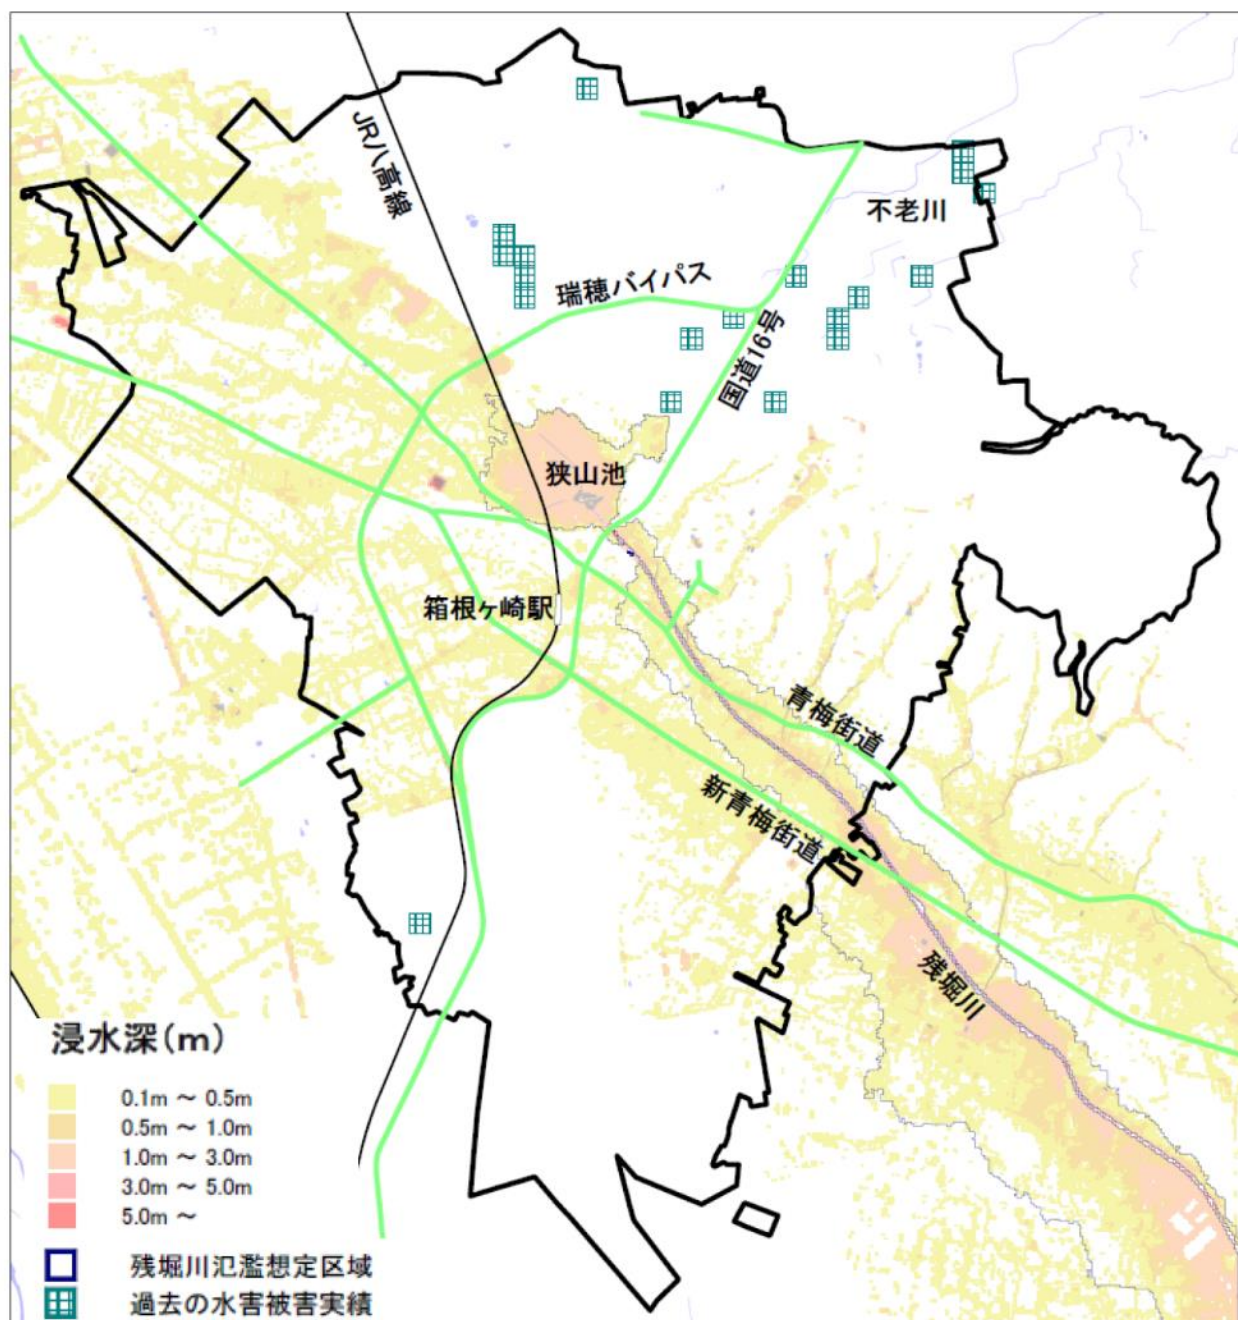 JR八高線
不老川
瑞穂バイパス
国道16号
狭山池
箱根ヶ崎駅
青梅街道
新青梅街道
残堀川
浸水深(m)
0.1m ～ 0.5m
0.5m ～ 1.0m
1.0m ～ 3.0m
3.0m ～ 5.0m
5.0m ～
残堀川氾濫想定区域
過去の水害被害実績